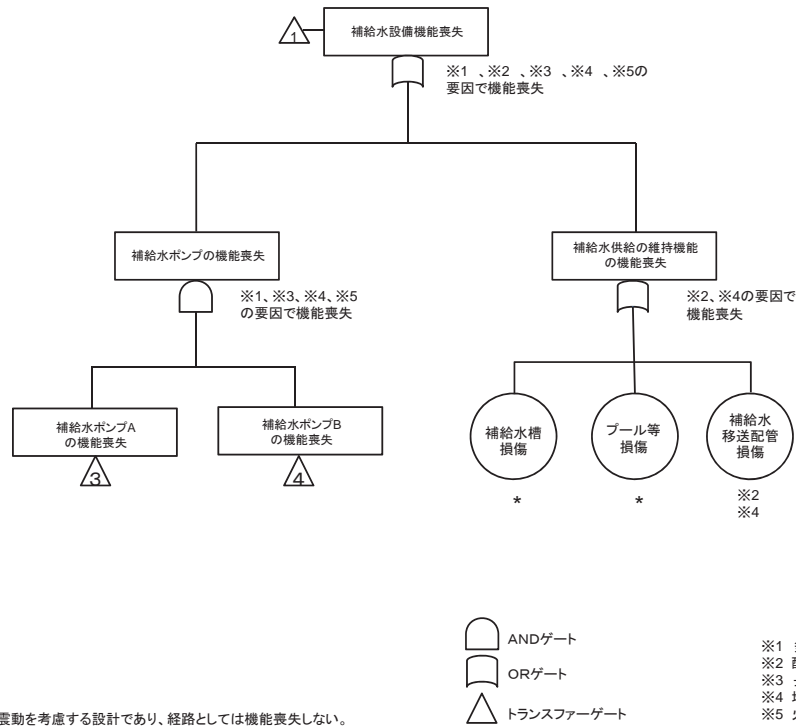 補給水設備機能喪失
1
※1 、※2 、※3 、※4 、※5の
要因で機能喪失
補給水ポンプの機能喪失
※1、※3、※4、※5
の要因で機能喪失
補給水供給の維持機能
の機能喪失
※2、※4の要因で
機能喪失
補給水ポンプA
の機能喪失
3
補給水ポンプB
の機能喪失
4
補給水槽
損傷
*
プール等
損傷
*
補給水
移送配管
損傷
※2
※4
ANDゲート
ORゲート
トランスファーゲート
※1
※2
※3
※4
※5
震動を考慮する設計であり、経路としては機能喪失しない。